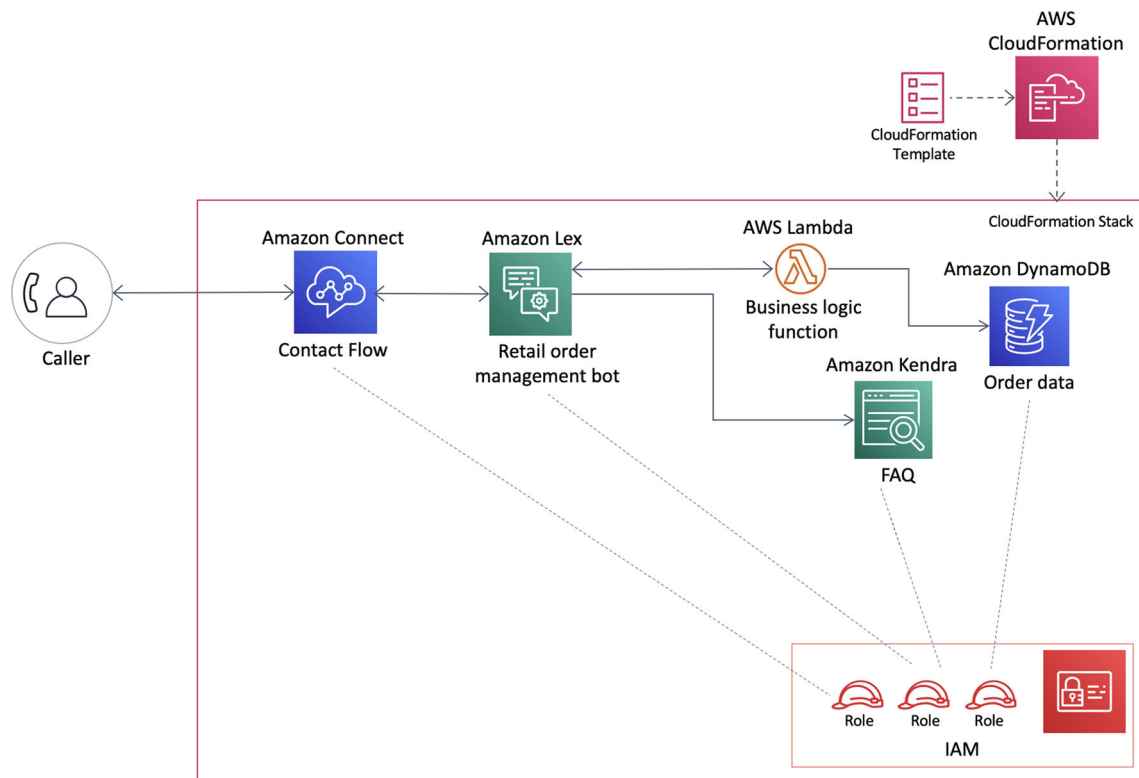 AWS
CloudFormation
CloudFormation
Template
CloudFormation Stack
Amazon Connect
Amazon Lex
AWS Lambda
Amazon DynamoDB
Business logic
function
Caller
Contact Flow
Retail order
management bot
Amazon Kendra
Order data
FAQ
Role
Role
Role
IAM